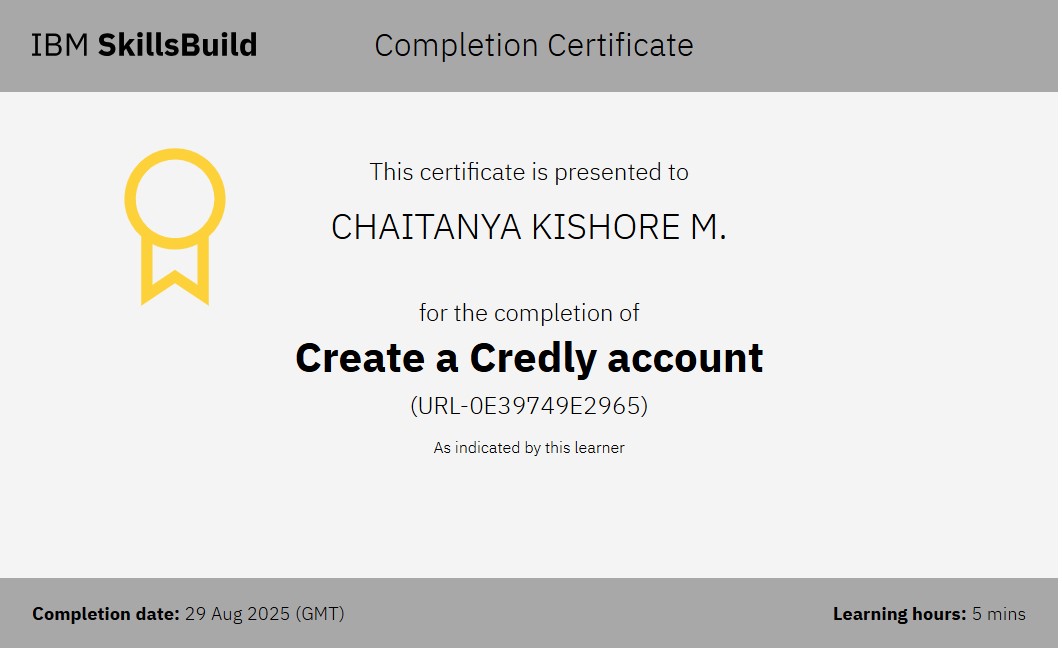 IBM SkillsBuild
Completion Certificate
This certificate is presented to
CHAITANYA KISHORE M.
for the completion of
Create a Credly account
(URL-0E39749E2965)
As indicated by this learner
Completion date: 29 Aug 2025 (GMT)
Learning hours: 5 mins